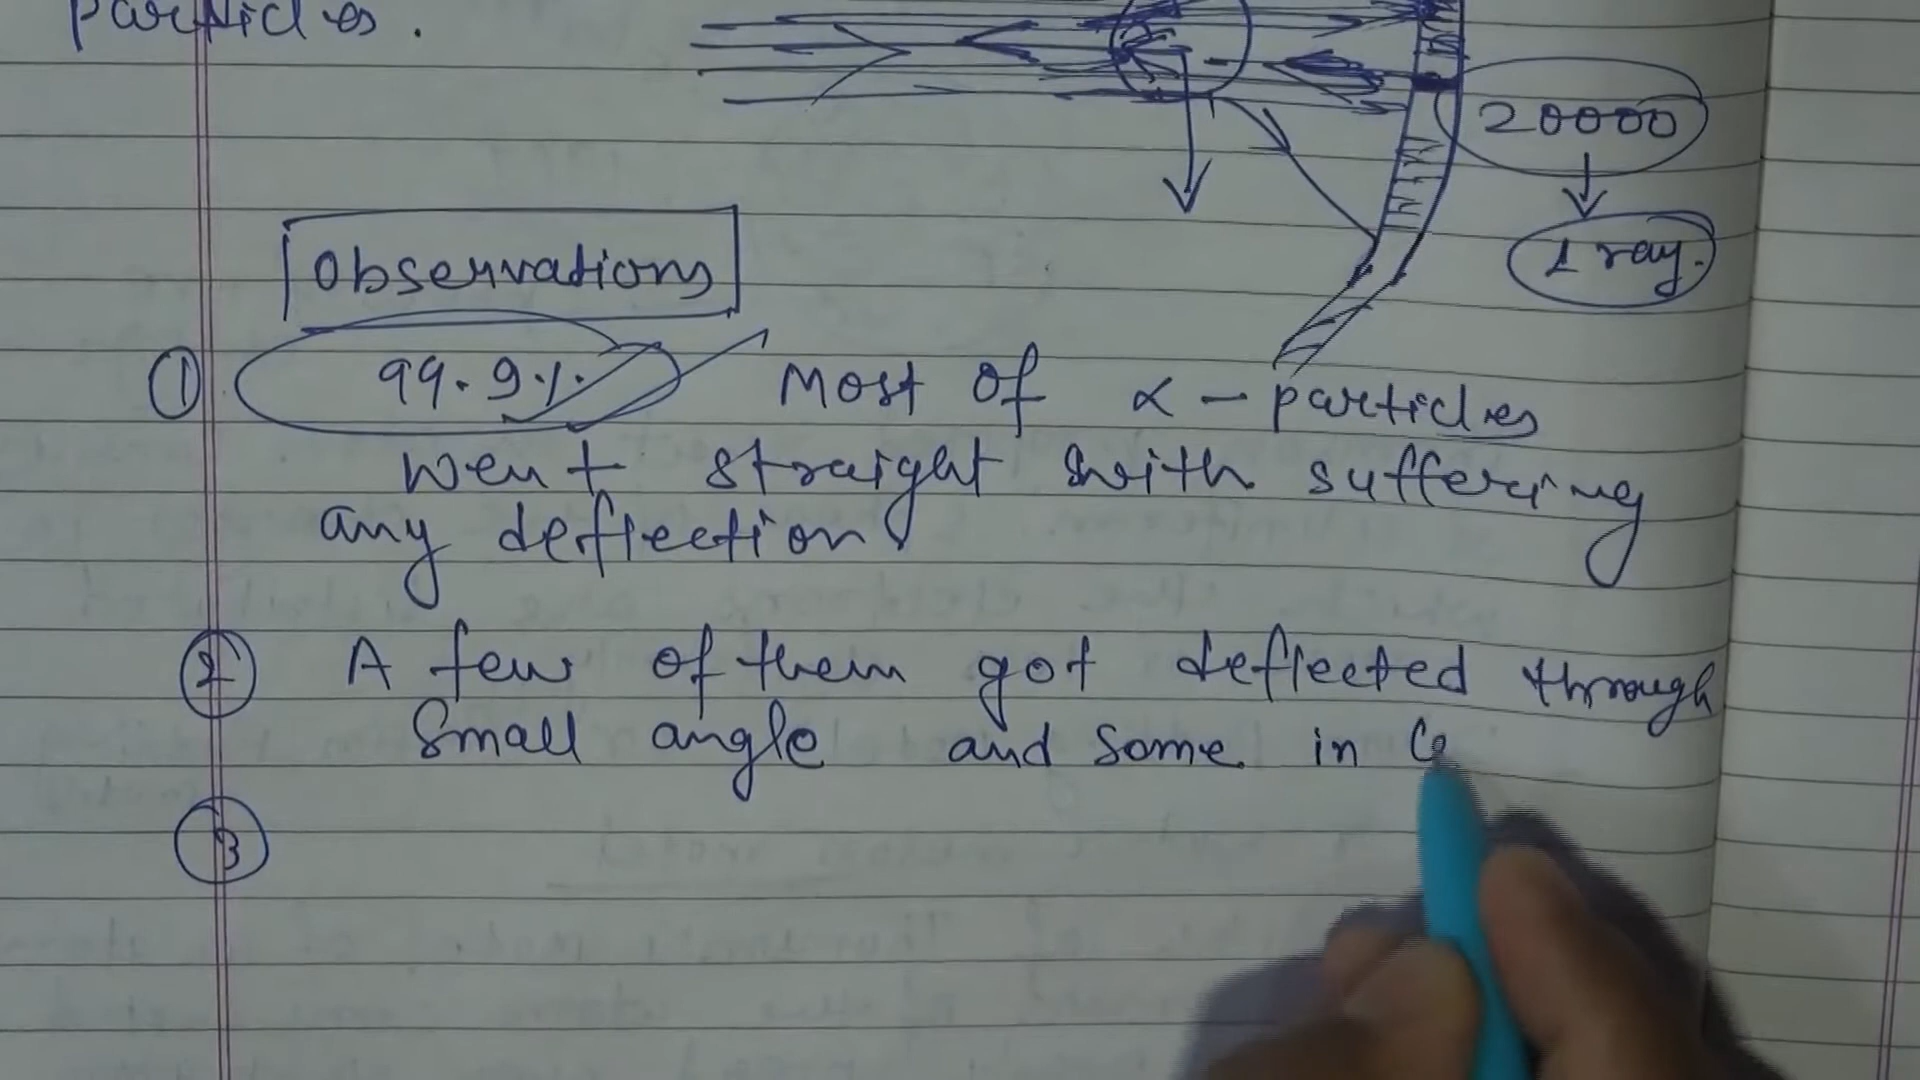 particles.
20000
1 ray.
Observations
① 99.9%. Most of α-particles
went straight with suffering
any deflection
② A few of them got deflected through
Small angle and some in
③